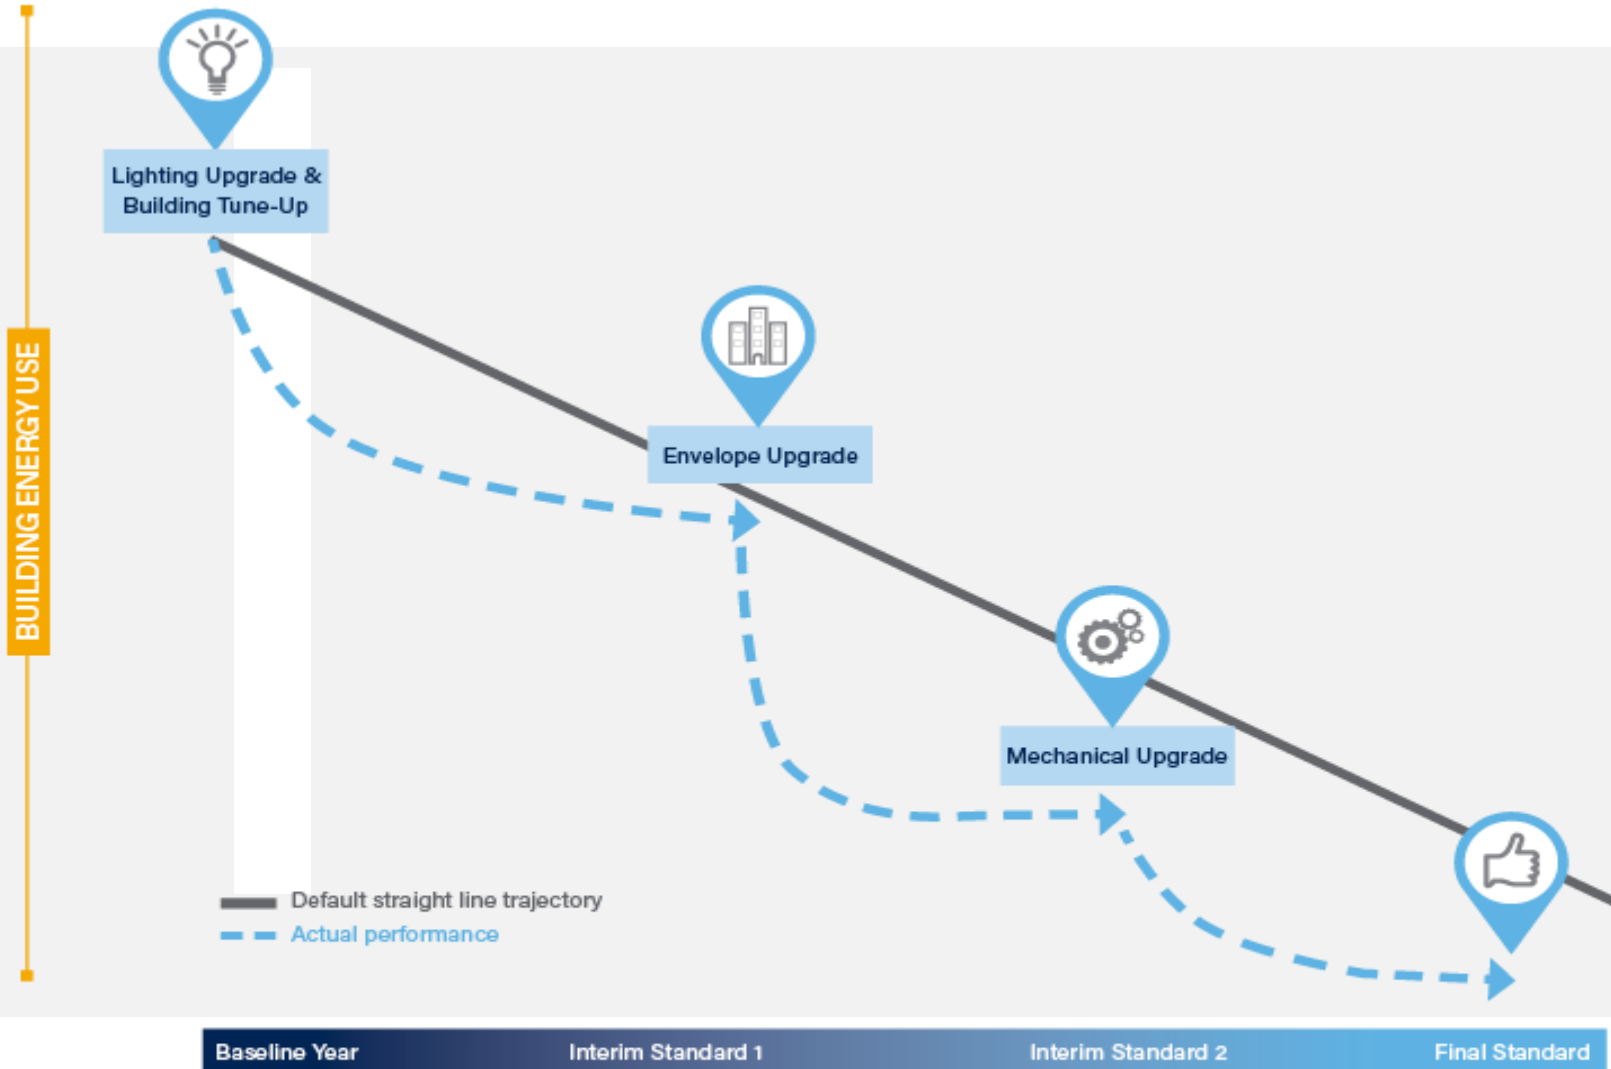 Lighting Upgrade &
Building Tune-Up
Envelope Upgrade
BUILDING ENERGY USE
Mechanical Upgrade
Default straight line trajectory
Actual performance
Baseline Year
Interim Standard 1
Interim Standard 2
Final Standard